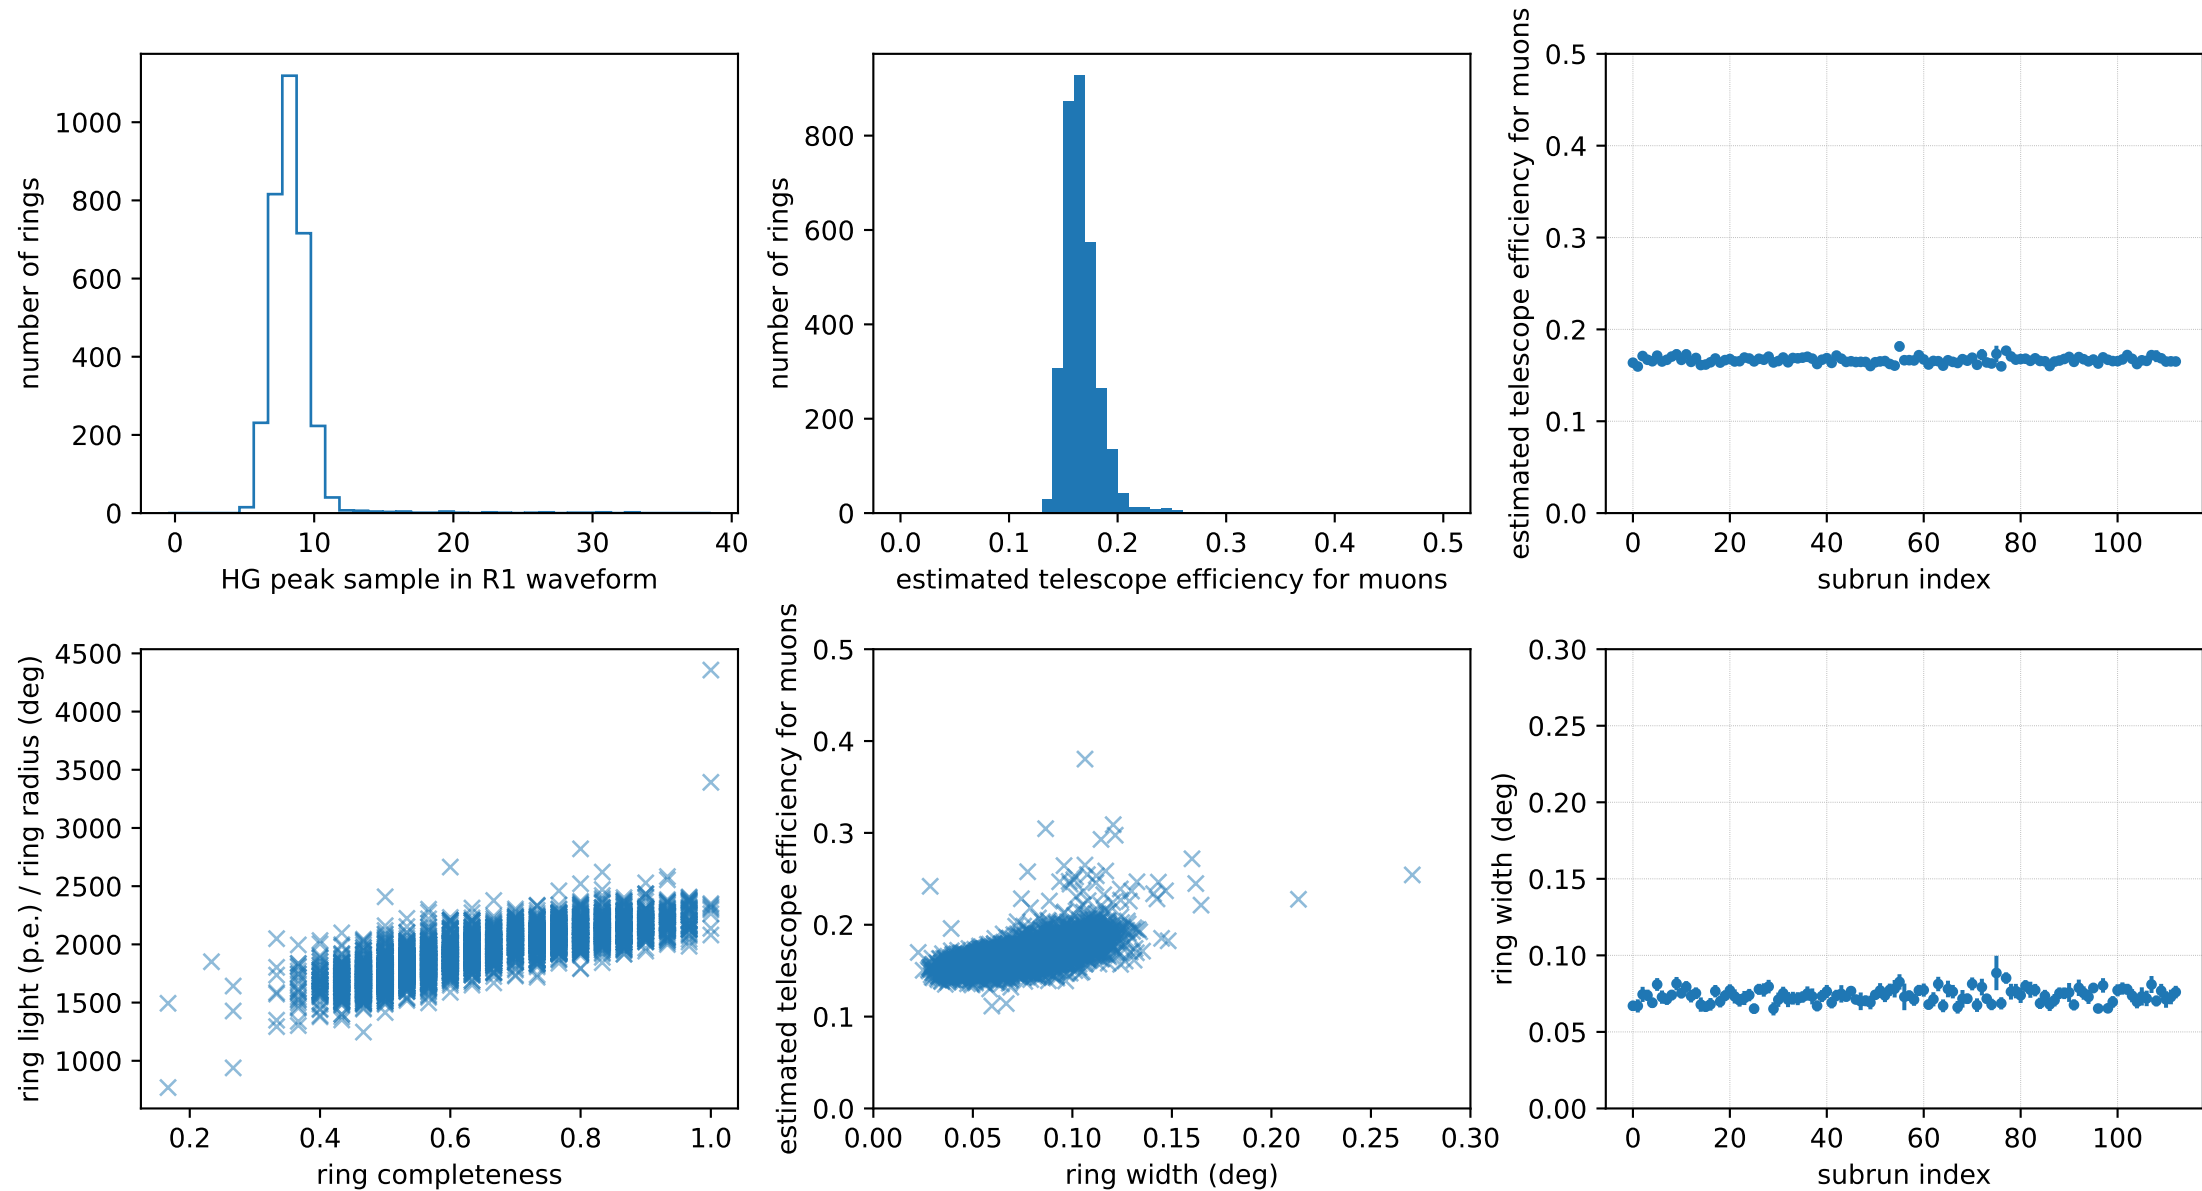 number of rings
1000
800
600
400
200
0
0 10 20 30 40
HG peak sample in R1 waveform
number of rings
800
600
400
200
0
0.0 0.1 0.2 0.3 0.4 0.5
estimated telescope efficiency for muons
estimated telescope efficiency for muons
0.5
0.4
0.3
0.2
0.1
0.0
0 20 40 60 80 100
subrun index
ring light (p.e.) / ring radius (deg)
4500
4000
3500
3000
2500
2000
1500
1000
0.2 0.4 0.6 0.8 1.0
ring completeness
estimated telescope efficiency for muons
0.5
0.4
0.3
0.2
0.1
0.0
0.00 0.05 0.10 0.15 0.20 0.25 0.30
ring width (deg)
ring width (deg)
0.30
0.25
0.20
0.15
0.10
0.05
0.00
0 20 40 60 80 100
subrun index